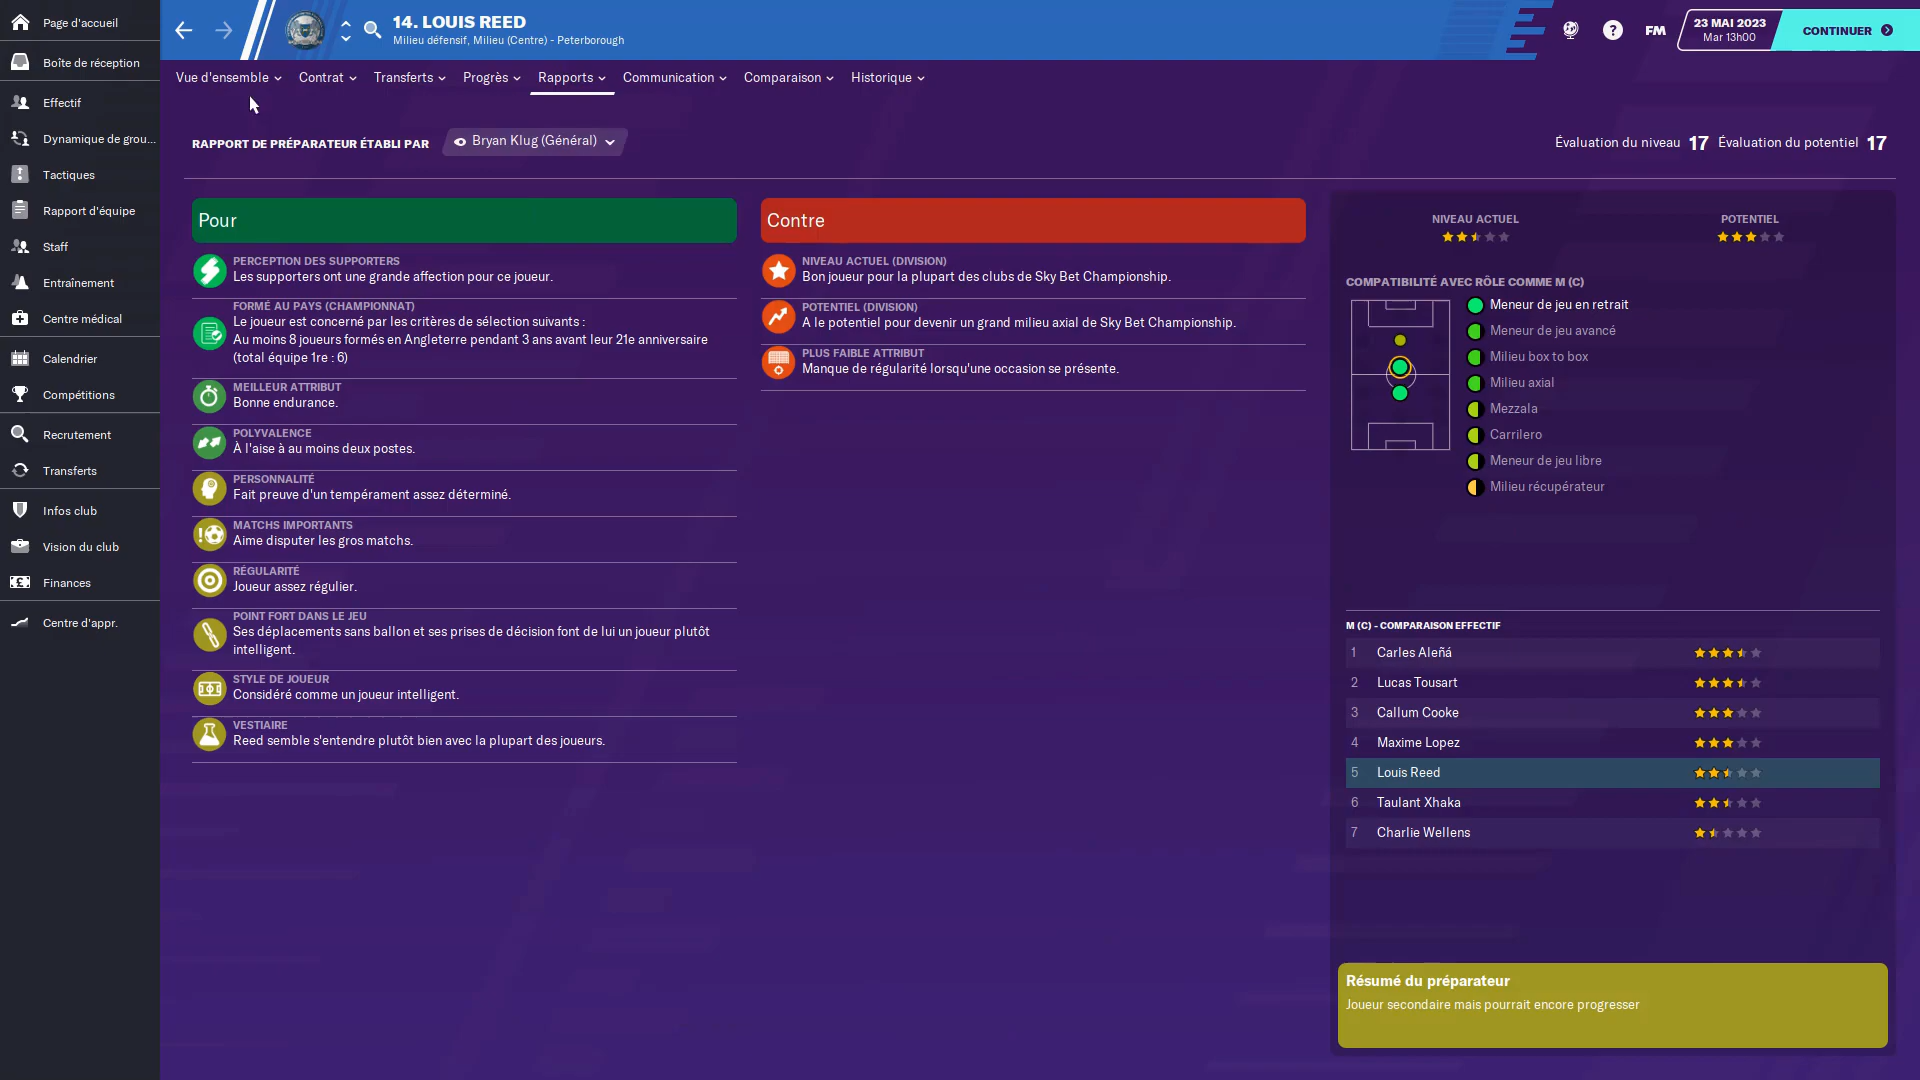 Page d'accueil
Boîte de réception
Effectif
Dynamique de grou...
Tactiques
Rapport d'équipe
Staff
Entraînement
Centre médical
Calendrier
Compétitions
Recrutement
Transferts
Infos club
Vision du club
Finances
Centre d'appr.
14. LOUIS REED
Milieu défensif, Milieu (Centre) - Peterborough
FM
23 MAI 2023
Mar 13h00
CONTINUER
Vue d'ensemble
Contrat
Transferts
Progrès
Rapports
Communication
Comparaison
Historique
RAPPORT DE PRÉPARATEUR ÉTABLI PAR
Bryan Klug (Général)
Évaluation du niveau 17 Évaluation du potentiel 17
Pour
PERCEPTION DES SUPPORTERS
Les supporters ont une grande affection pour ce joueur.
FORMÉ AU PAYS (CHAMPIONNAT)
Le joueur est concerné par les critères de sélection suivants :
Au moins 8 joueurs formés en Angleterre pendant 3 ans avant leur 21e anniversaire
(total équipe 1re : 6)
MEILLEUR ATTRIBUT
Bonne endurance.
POLYVALENCE
À l'aise à au moins deux postes.
PERSONNALITÉ
Fait preuve d'un tempérament assez déterminé.
MATCHS IMPORTANTS
Aime disputer les gros matchs.
RÉGULARITÉ
Joueur assez régulier.
POINT FORT DANS LE JEU
Ses déplacements sans ballon et ses prises de décision font de lui un joueur plutôt
intelligent.
STYLE DE JOUEUR
Considéré comme un joueur intelligent.
VESTIAIRE
Reed semble s'entendre plutôt bien avec la plupart des joueurs.
Contre
NIVEAU ACTUEL (DIVISION)
Bon joueur pour la plupart des clubs de Sky Bet Championship.
POTENTIEL (DIVISION)
A le potentiel pour devenir un grand milieu axial de Sky Bet Championship.
PLUS FAIBLE ATTRIBUT
Manque de régularité lorsqu'une occasion se présente.
NIVEAU ACTUEL
POTENTIEL
COMPATIBILITÉ AVEC RÔLE COMME M (C)
Meneur de jeu en retrait
Meneur de jeu avancé
Milieu box to box
Milieu axial
Mezzala
Carrilero
Meneur de jeu libre
Milieu récupérateur
M (C) - COMPARAISON EFFECTIF
1 Carles Aleñá
2 Lucas Tousart
3 Callum Cooke
4 Maxime Lopez
5 Louis Reed
6 Taulant Xhaka
7 Charlie Wellens
Résumé du préparateur
Joueur secondaire mais pourrait encore progresser